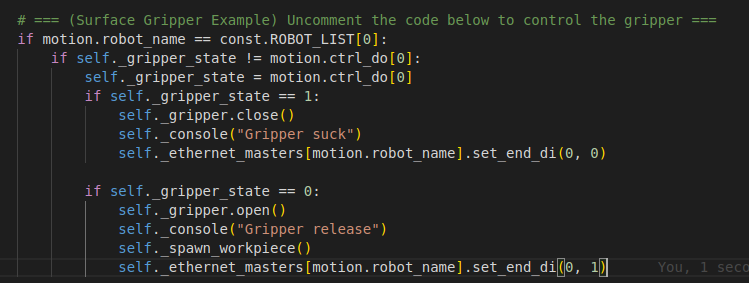 # === (Surface Gripper Example) Uncomment the code below to control the gripper ===
if motion.robot_name == const.ROBOT_LIST[0]:
    if self._gripper_state != motion.ctrl_do[0]:
        self._gripper_state = motion.ctrl_do[0]
        if self._gripper_state == 1:
            self._gripper.close()
            self._console("Gripper suck")
            self._ethernet_masters[motion.robot_name].set_end_di(0, 0)

        if self._gripper_state == 0:
            self._gripper.open()
            self._console("Gripper release")
            self._spawn_workpiece()
            self._ethernet_masters[motion.robot_name].set_end_di(0, 1) You, 1 seco